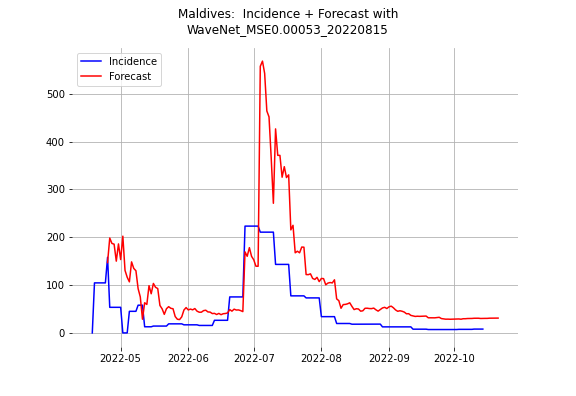 Maldives:  Incidence + Forecast with
WaveNet_MSE0.00053_20220815
Incidence
Forecast
500
400
300
200
100
0
2022-05 2022-06 2022-07 2022-08 2022-09 2022-10